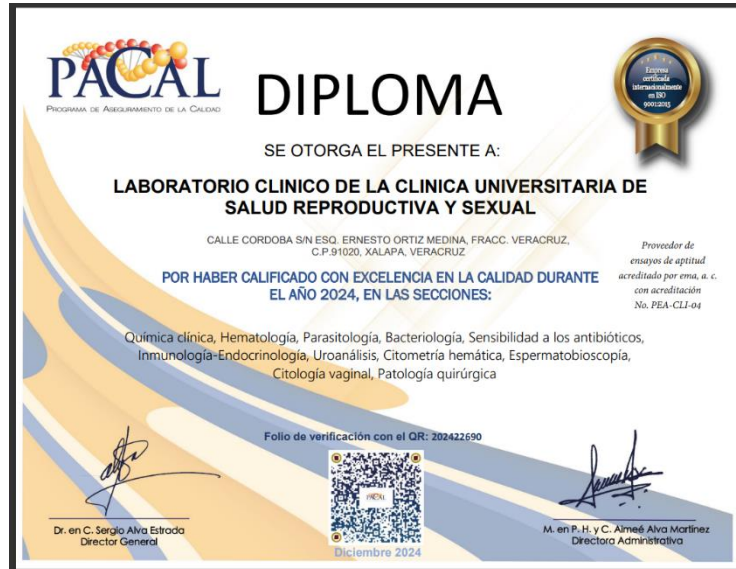 PACAL
PROGRAMA DE ASEGURAMIENTO DE LA CALIDAD
DIPLOMA
Empresa
certificada
internacionalmente
en ISO
9001:2015
SE OTORGA EL PRESENTE A:
LABORATORIO CLINICO DE LA CLINICA UNIVERSITARIA DE
SALUD REPRODUCTIVA Y SEXUAL
CALLE CORDOBA S/N ESQ. ERNESTO ORTIZ MEDINA, FRACC. VERACRUZ,
C.P.91020, XALAPA, VERACRUZ
Proveedor de
ensayos de aptitud
acreditado por ema, a. c.
con acreditación
No. PEA-CLI-04
POR HABER CALIFICADO CON EXCELENCIA EN LA CALIDAD DURANTE
EL AÑO 2024, EN LAS SECCIONES:
Química clínica, Hematología, Parasitología, Bacteriología, Sensibilidad a los antibióticos,
Inmunología-Endocrinología, Uroanálisis, Citometría hemática, Espermatobioscopía,
Citología vaginal, Patología quirúrgica
Folio de verificación con el QR: 202422690
PACAL
Dr. en C. Sergio Alva Estrada
Director General
M. en P. H. y C. Aimeé Alva Martínez
Directora Administrativa
Diciembre 2024